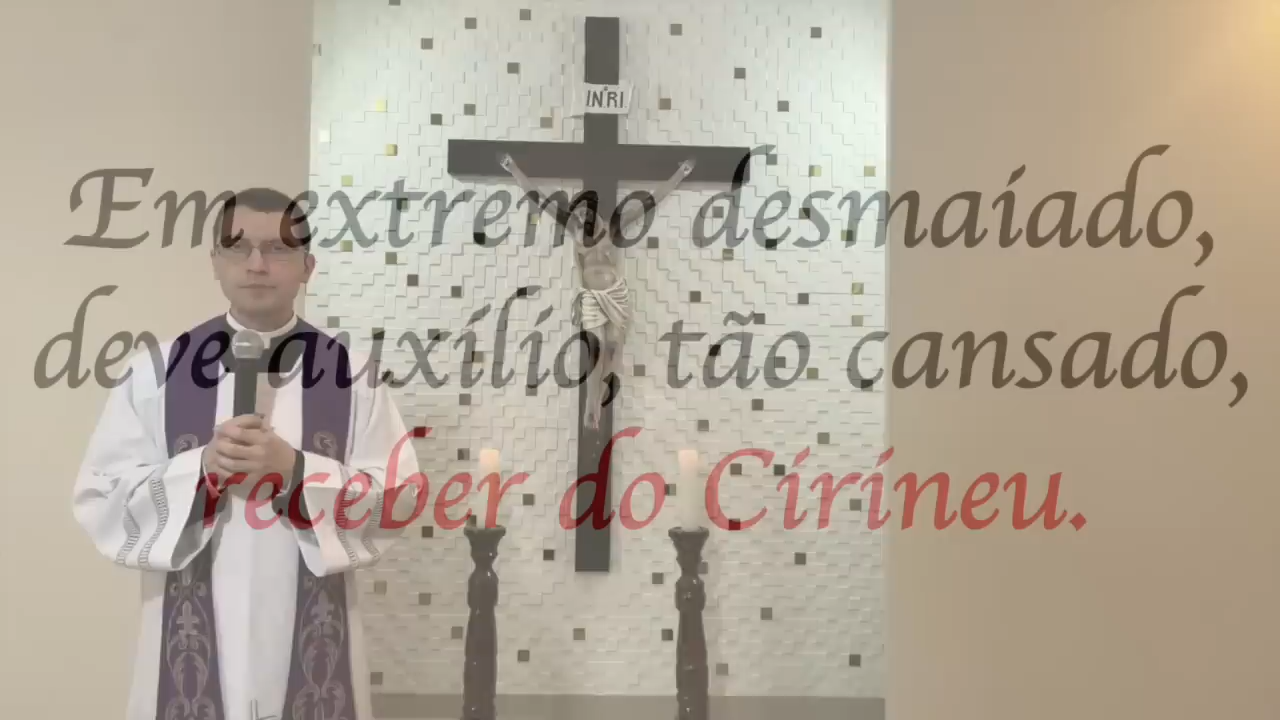 INRI
Em extremo desmaiado,
deve auxílio, tão cansado,
receber do Cirineu.